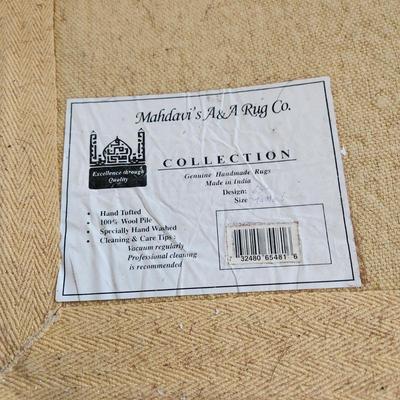 Mahdavi's A&A Rug Co.
Excellence through
Quality
COLLECTION
Genuine Handmade Rugs
Made in India
Design:
Size
• Hand Tufted
• 100% Wool Pile
• Specially Hand Washed
• Cleaning & Care Tips :
Vacuum regularly
Professional cleaning
is recommended
32480 65481 6